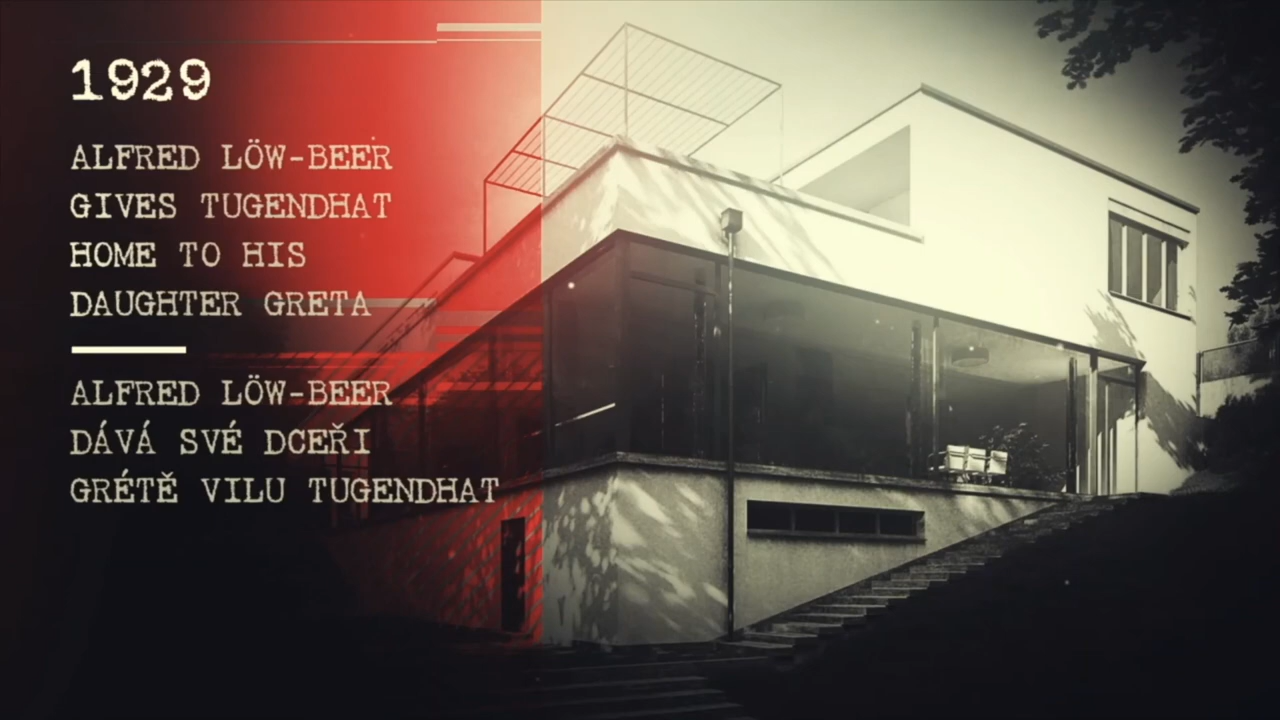 1929
ALFRED LÖW-BEER
GIVES TUGENDHAT
HOME TO HIS
DAUGHTER GRETA
ALFRED LÖW-BEER
DÁVÁ SVÉ DCEŘI
GRÉTĚ VILU TUGENDHAT